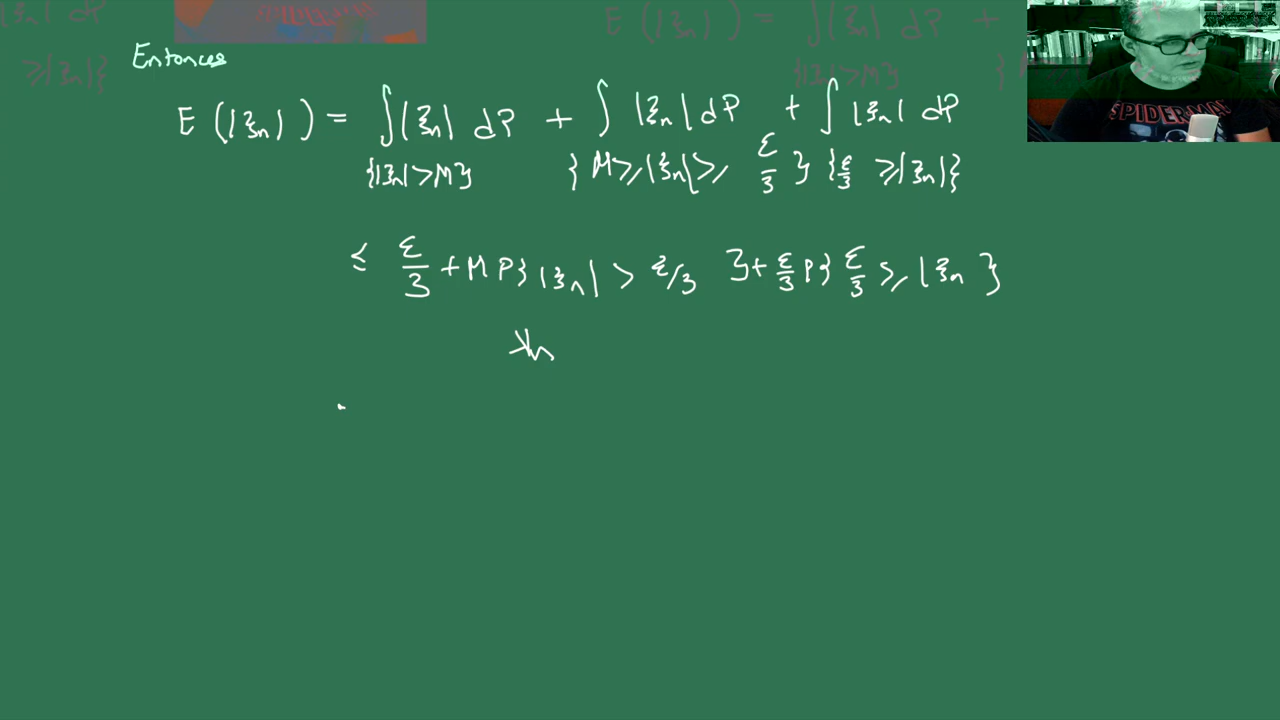 Entonces
E (|ξn|) = ∫|ξn| dP + ∫ |ξn| dP + ∫ |ξn| dP
{|ξn|>M} { M≥|ξn|≥ ε/3 } {ε/3 ≥|ξn|}
≤ ε/3 + M P{ |ξn| > ε/3 } + ε/3 P{ ε/3 ≥ |ξn }
SPIDERMAN